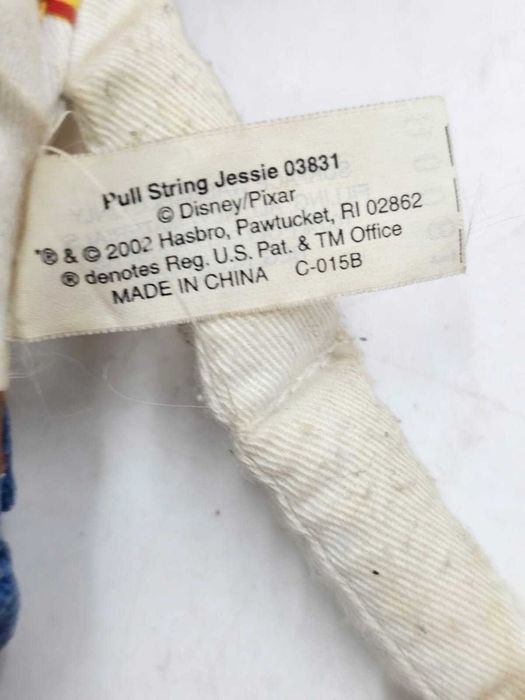 Pull String Jessie 03831
© Disney/Pixar
*® & © 2002 Hasbro, Pawtucket, RI 02862
® denotes Reg. U.S. Pat. & TM Office
MADE IN CHINA C-015B